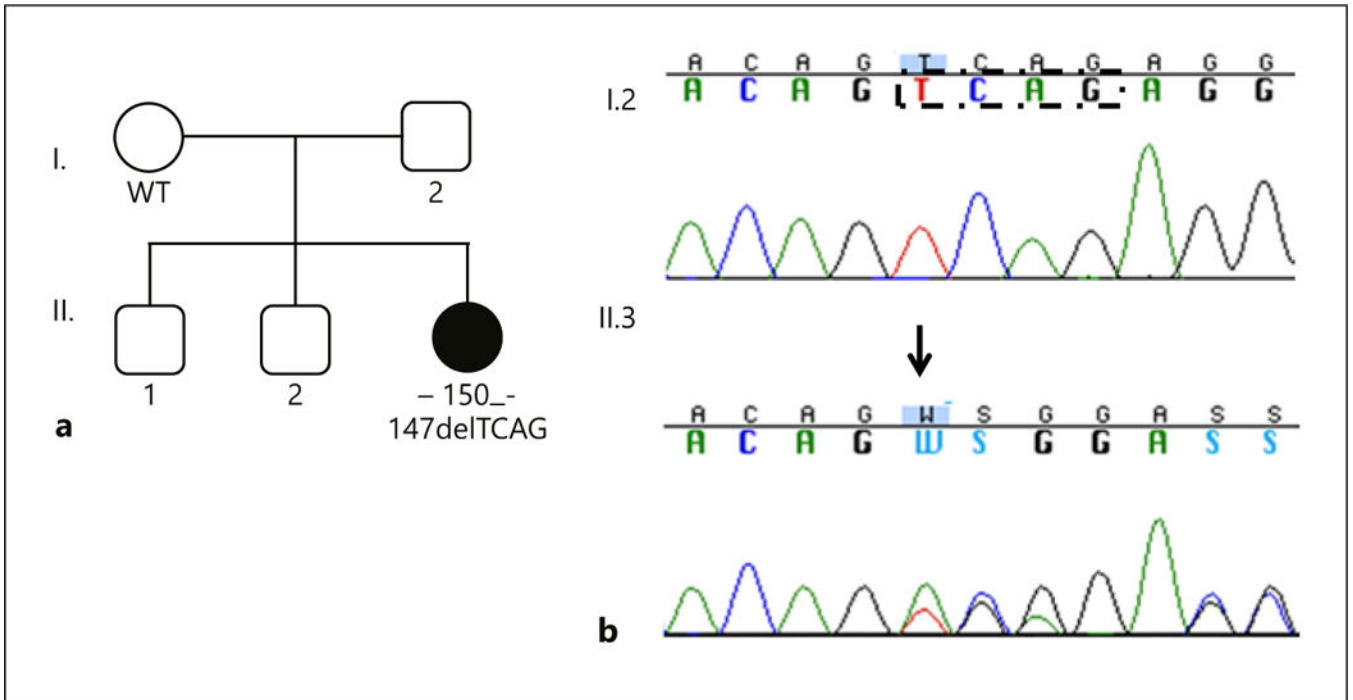 I.
WT
2
II.
1
2
– 150_-
147delTCAG
a
A C A G T C A G A G G
I.2
A C A G T C A G A G G
II.3
A C A G W S G G A S S
A C A G W S G G A S S
b